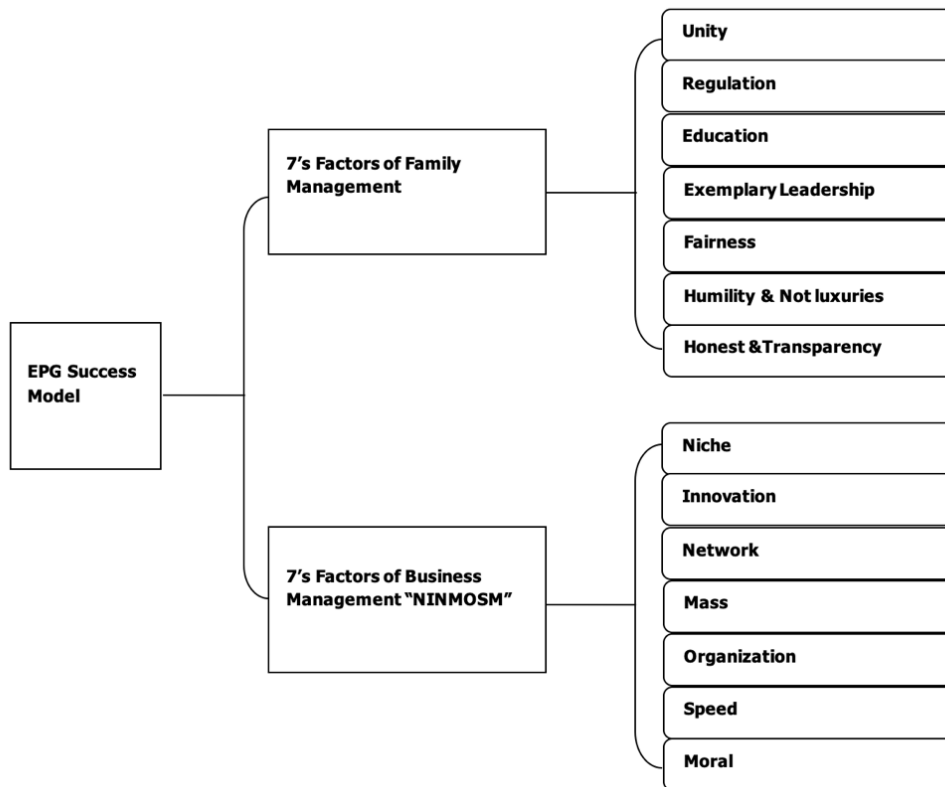 EPG Success
Model
7’s Factors of Family
Management
Unity
Regulation
Education
Exemplary Leadership
Fairness
Humility & Not luxuries
Honest &Transparency
7’s Factors of Business
Management “NINMOSM”
Niche
Innovation
Network
Mass
Organization
Speed
Moral